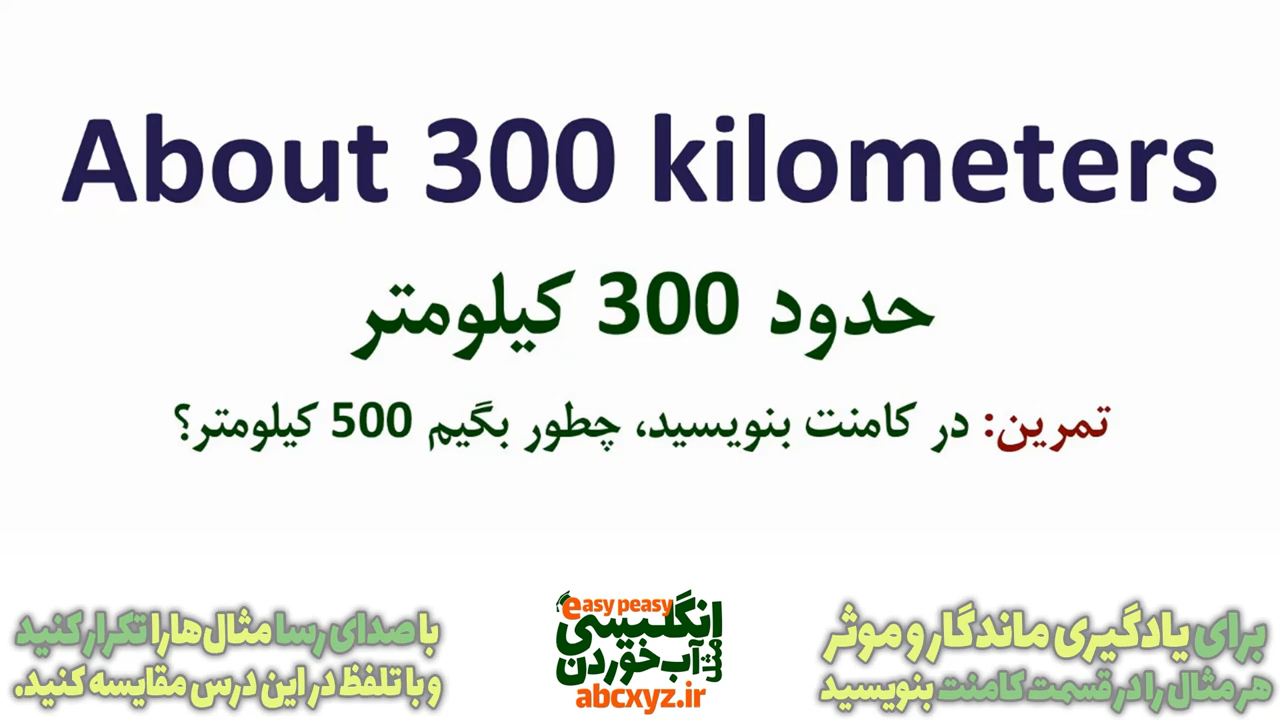 About 300 kilometers
حدود 300 کیلومتر
تمرین: در کامنت بنویسید، چطور بگیم 500 کیلومتر؟
برای یادگیری ماندگار و موثر
هر مثال را در قسمت کامنت بنویسید
easy peasy
انگلیسی
مثل آب خوردن
abcxyz.ir
با صدای رسا مثال‌ها را تکرار کنید
و با تلفظ در این درس مقایسه کنید.